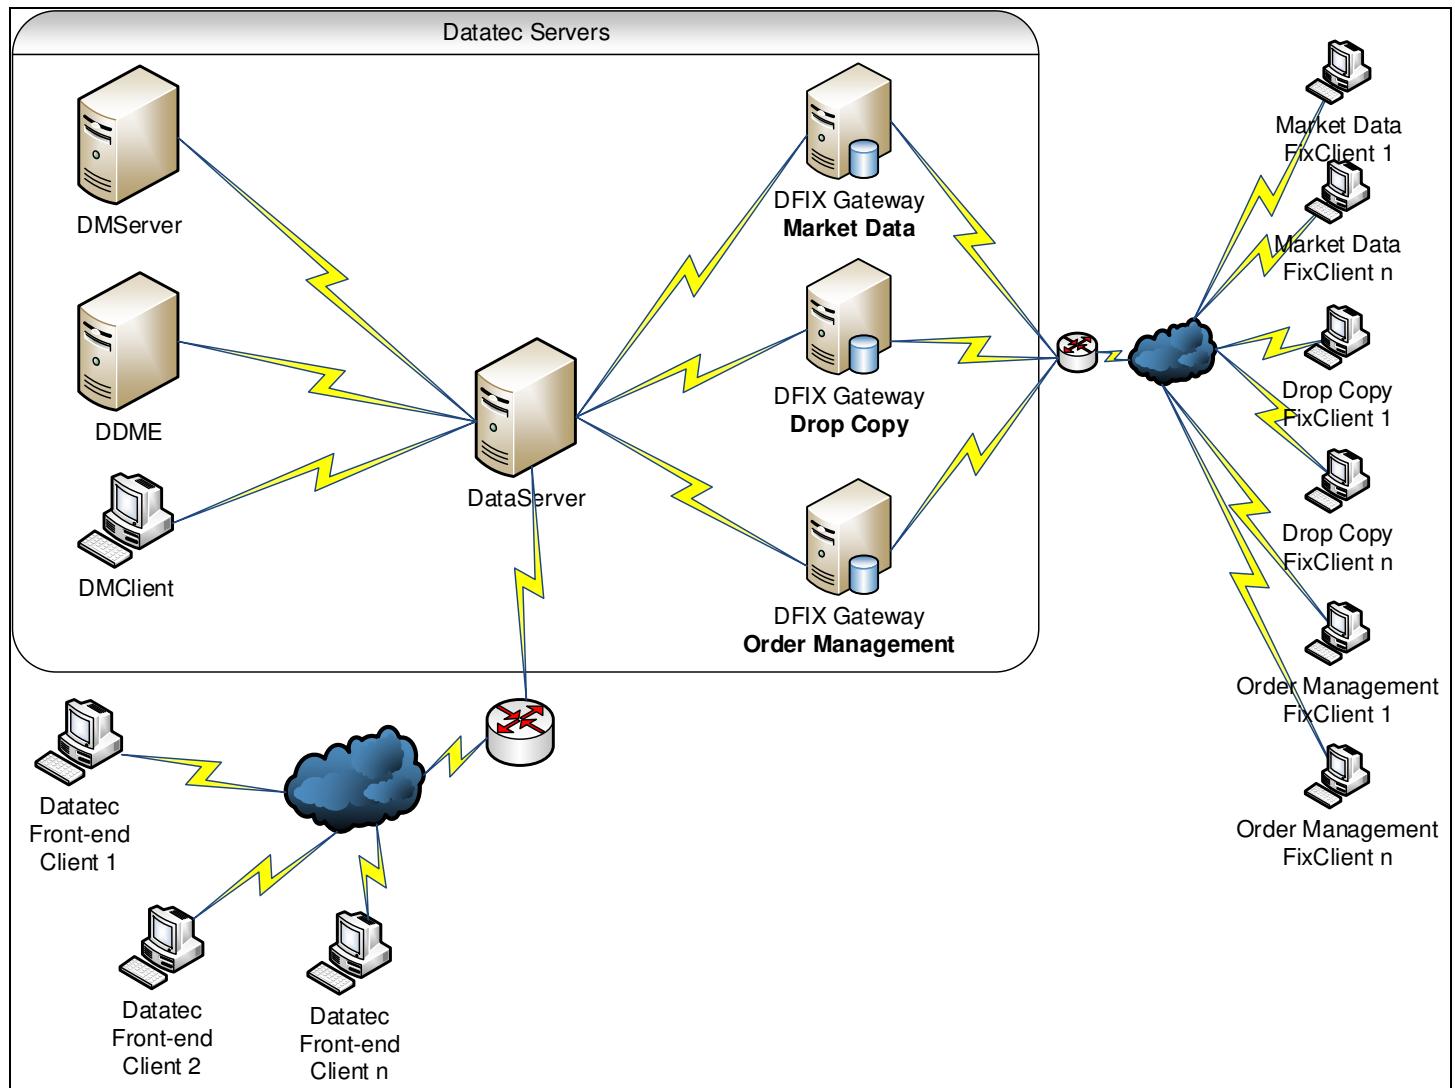 Datatec Servers
DMServer
DDME
DMClient
DataServer
DFIX Gateway
Market Data
DFIX Gateway
Drop Copy
DFIX Gateway
Order Management
Market Data
FixClient 1
Market Data
FixClient n
Drop Copy
FixClient 1
Drop Copy
FixClient n
Order Management
FixClient 1
Order Management
FixClient n
Datatec
Front-end
Client 1
Datatec
Front-end
Client 2
Datatec
Front-end
Client n